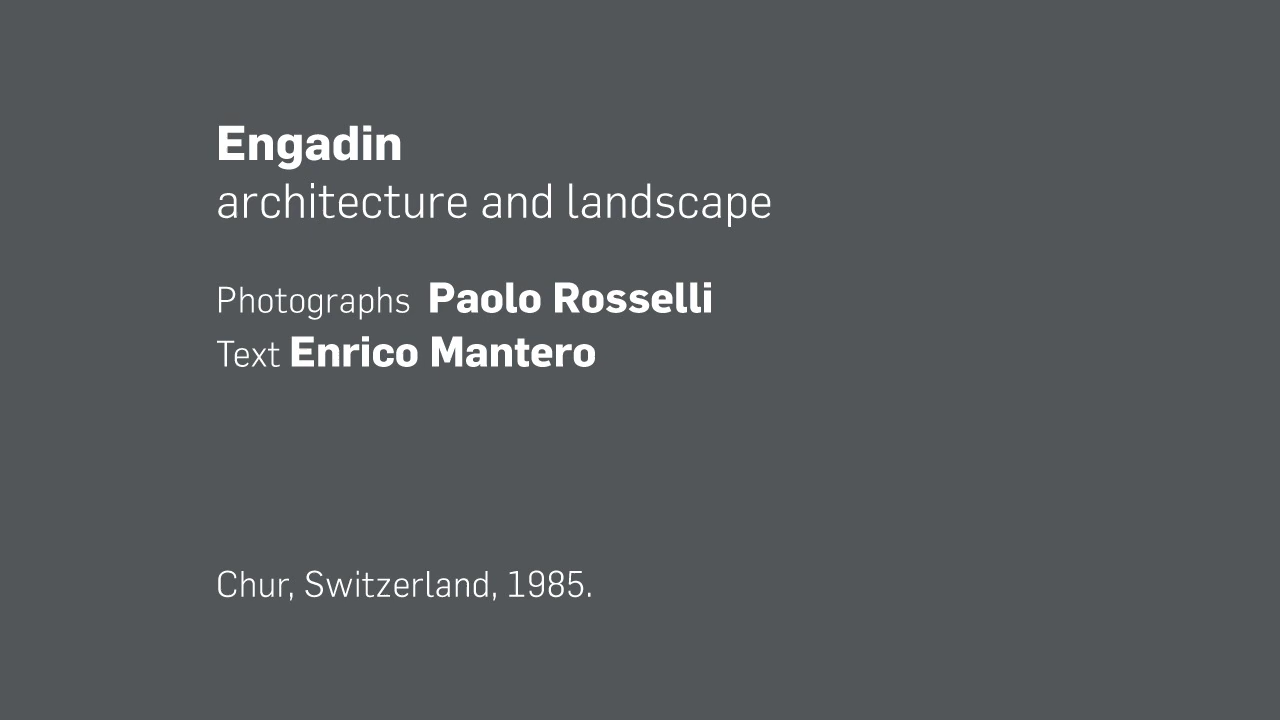 Engadin
architecture and landscape
Photographs Paolo Rosselli
Text Enrico Mantero
Chur, Switzerland, 1985.